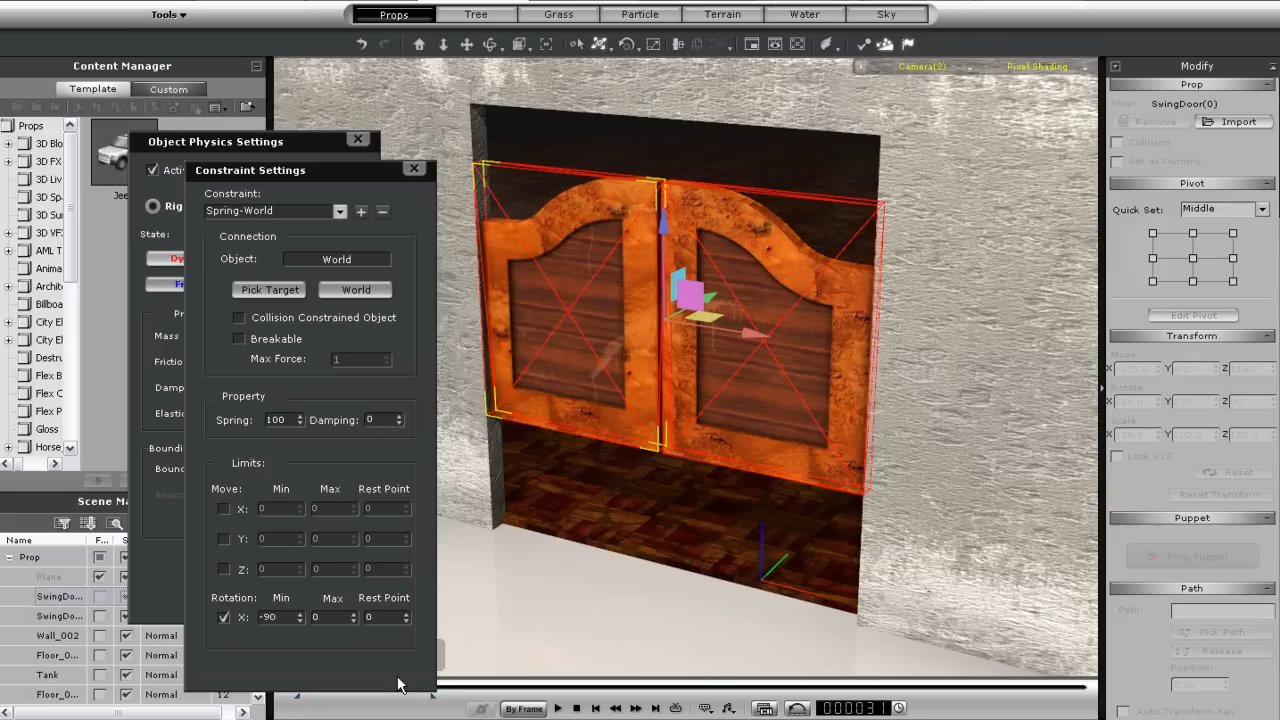 Tools
Props
Tree
Grass
Particle
Terrain
Water
Sky
Content Manager
Template
Custom
Props
3D Blo
3D FX
3D Liv
3D Sp
3D Sur
3D VF
AML T
Anima
Archit
Billboa
City El
City El
Destru
Flex B
Flex C
Flex P
Gloss
Horse
Jee
Object Physics Settings
Acti
Rig
State:
Dy
Fr
Mass
Frictio
Damp
Elastic
Boundi
Boun
Constraint Settings
Constraint:
Spring-World
Connection
Object: World
Pick Target
World
Collision Constrained Object
Breakable
Max Force: 1
Property
Spring: 100 Damping: 0
Limits:
Move: Min Max Rest Point
X: 0 0 0
Y: 0 0 0
Z: 0 0 0
Rotation: Min Max Rest Point
X: -90 0 0
Scene Ma
Name F... S
Prop
Plane
SwingDo...
SwingDo...
Wall_002 Normal
Floor_0... Normal
Tank Normal
Floor_0... Normal 12
Camera(2)
Pixel Shading
By Frame
000031
Modify
Prop
Prop: SwingDoor(0)
Remove
Import
Collision
Set as Dummy
Pivot
Quick Set: Middle
Edit Pivot
Transform
Move
X Y Z
Rotate
X Y Z
Scale
X Y Z
Lock XYZ
Reset
Reset Transform
Puppet
Prop Puppet
Path
Path:
Pick Path
Release
Position:
0.00
Auto Transform Key